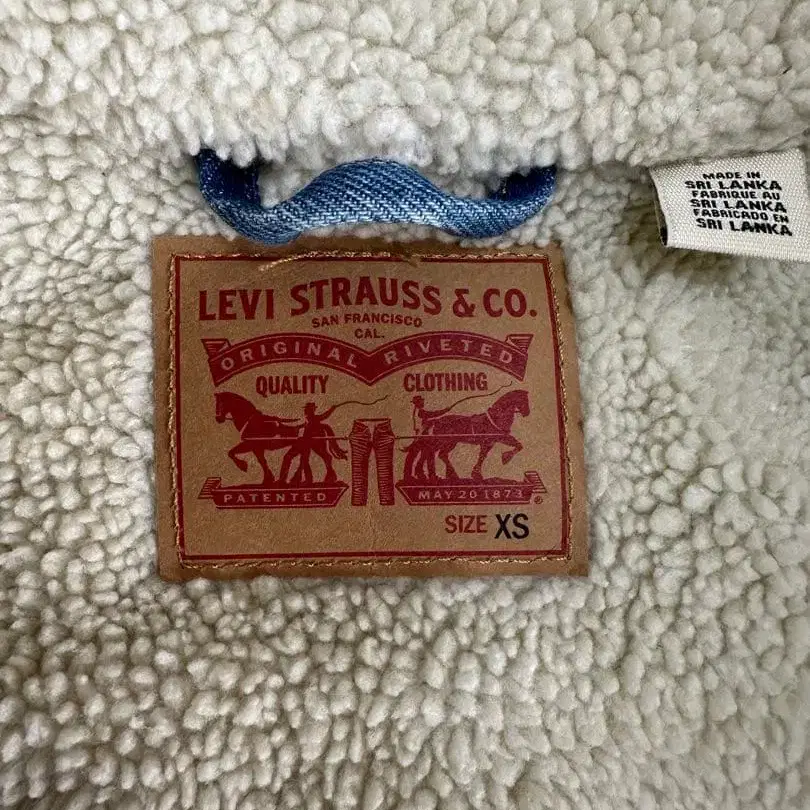 LEVI STRAUSS & CO.
SAN FRANCISCO
CAL.
ORIGINAL RIVETED
QUALITY CLOTHING
PATENTED MAY 20 1873 ®
SIZE XS
MADE IN
SRI LANKA
FABRIQUE AU
SRI LANKA
FABRICADO EN
SRI LANKA